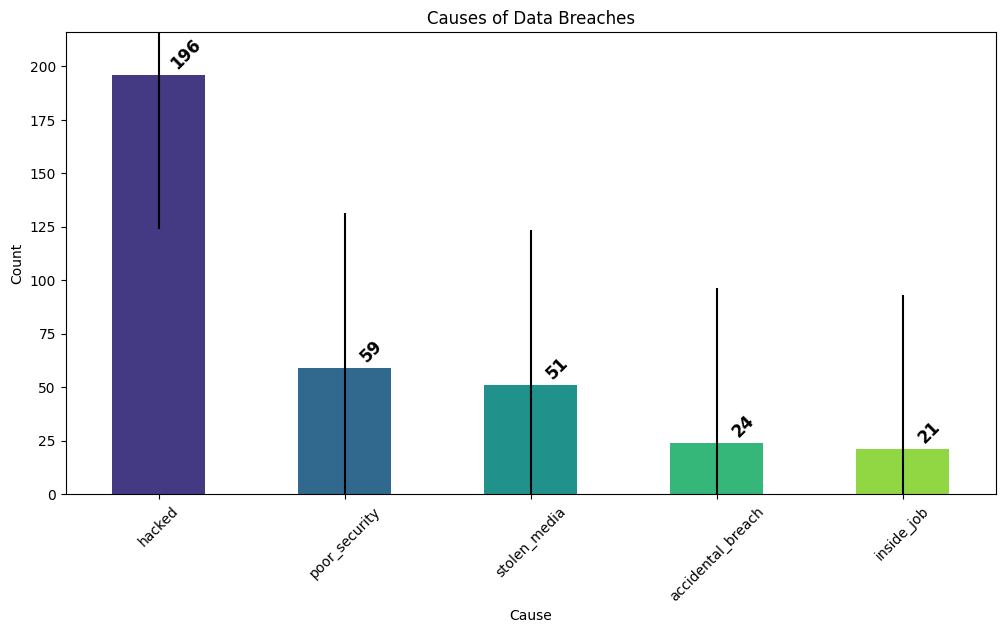 Causes of Data Breaches
Count
200
175
150
125
100
75
50
25
0
196
59
51
24
21
hacked
poor_security
stolen_media
accidental_breach
inside_job
Cause